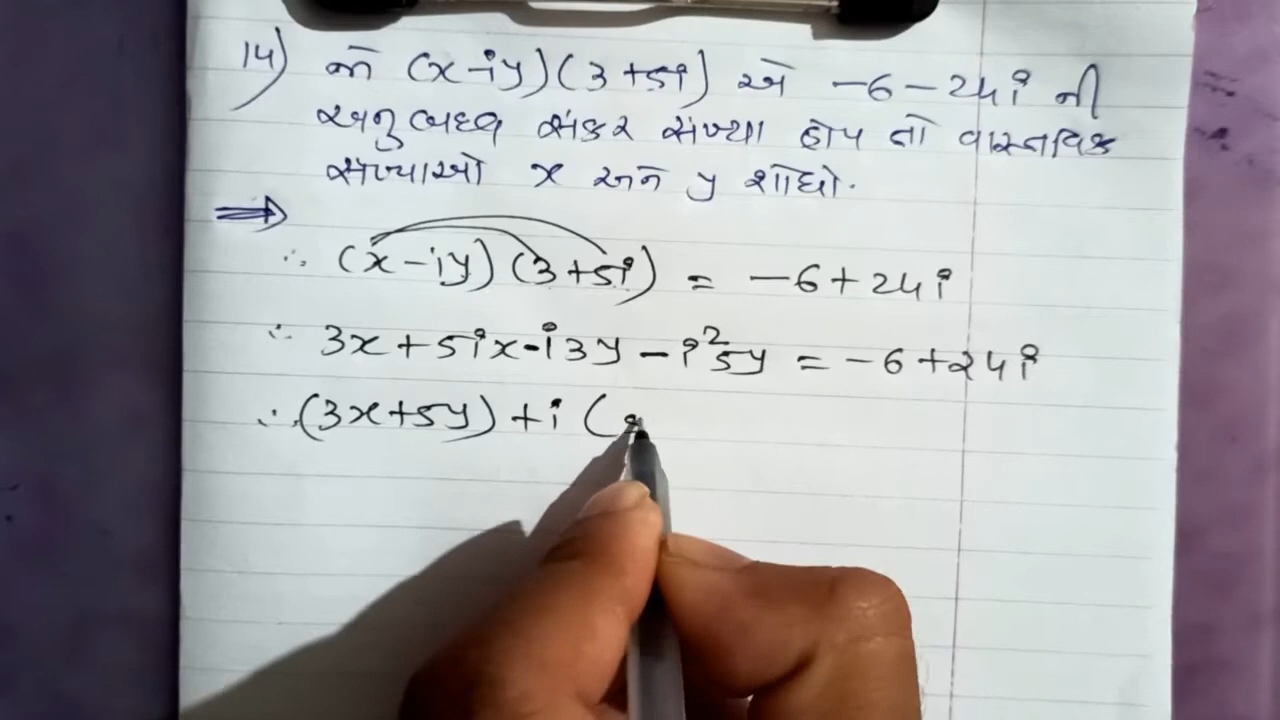 14) જો (x-iy)(3+5i) એ -6-24i ની
અનુબધ્ધ સંકર સંખ્યા હોય તો વાસ્તવિક
સંખ્યાઓ x અને y શોધો.
⇒
∴ (x-iy)(3+5i) = -6+24i
∴ 3x+5ix-i3y-i²5y = -6+24i
∴ (3x+5y)+i(